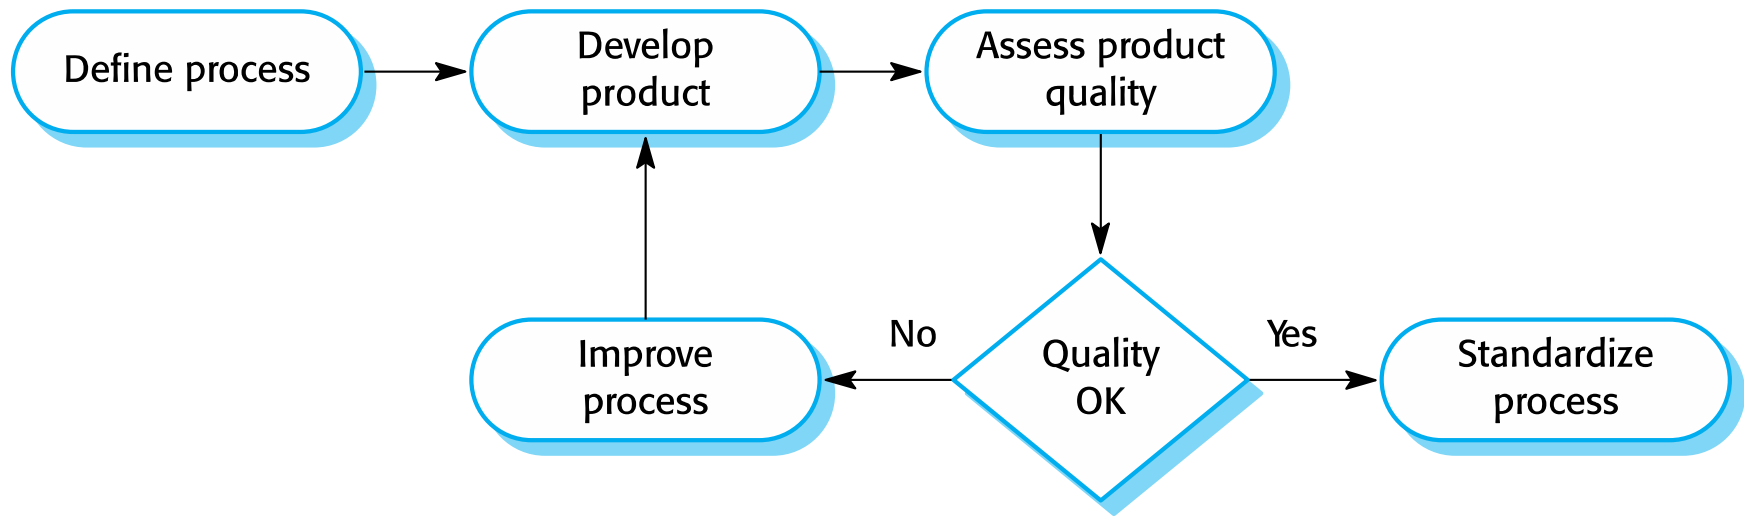 Define process
Develop
product
Assess product
quality
Improve
process
No
Quality
OK
Yes
Standardize
process